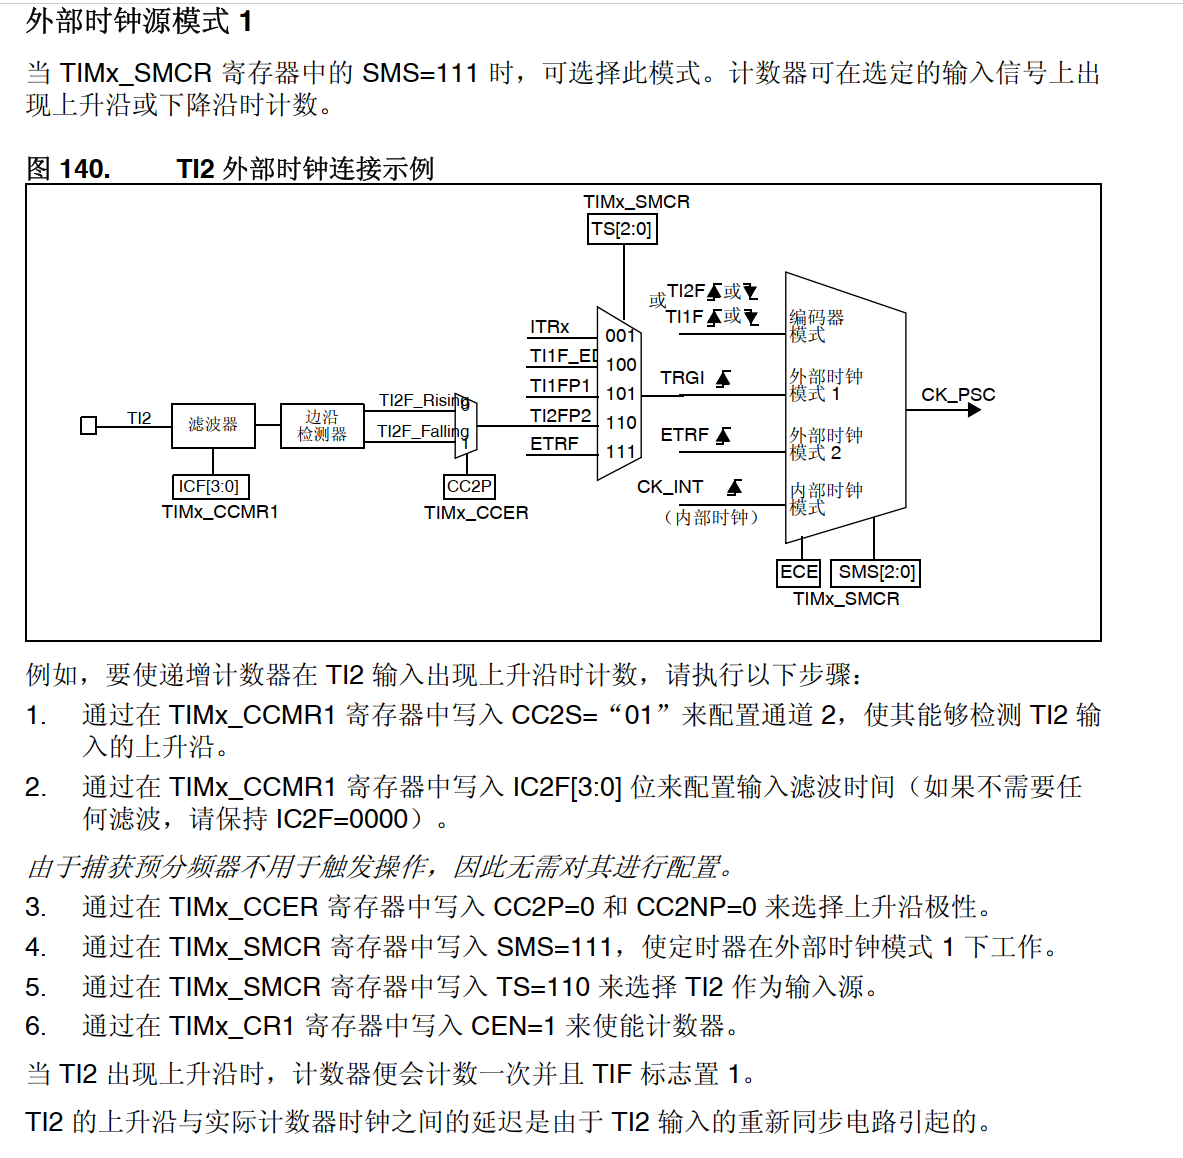 外部时钟源模式 1
当 TIMx_SMCR 寄存器中的 SMS=111 时，可选择此模式。计数器可在选定的输入信号上出
现上升沿或下降沿时计数。
图 140. TI2 外部时钟连接示例
TIMx_SMCR
TS[2:0]
TI2F 或
或
TI1F 或
编码器
模式
ITRx
001
TI1F_ED
100
TI1FP1
101
TI2FP2
110
ETRF
111
TRGI
外部时钟
模式 1
CK_PSC
ETRF
外部时钟
模式 2
CK_INT
（内部时钟）
内部时钟
模式
TI2
滤波器
边沿
检测器
TI2F_Rising
0
TI2F_Falling
1
ICF[3:0]
TIMx_CCMR1
CC2P
TIMx_CCER
ECE
SMS[2:0]
TIMx_SMCR
例如，要使递增计数器在 TI2 输入出现上升沿时计数，请执行以下步骤：
1. 通过在 TIMx_CCMR1 寄存器中写入 CC2S=“01”来配置通道 2，使其能够检测 TI2 输
入的上升沿。
2. 通过在 TIMx_CCMR1 寄存器中写入 IC2F[3:0] 位来配置输入滤波时间（如果不需要任
何滤波，请保持 IC2F=0000）。
由于捕获预分频器不用于触发操作，因此无需对其进行配置。
3. 通过在 TIMx_CCER 寄存器中写入 CC2P=0 和 CC2NP=0 来选择上升沿极性。
4. 通过在 TIMx_SMCR 寄存器中写入 SMS=111，使定时器在外部时钟模式 1 下工作。
5. 通过在 TIMx_SMCR 寄存器中写入 TS=110 来选择 TI2 作为输入源。
6. 通过在 TIMx_CR1 寄存器中写入 CEN=1 来使能计数器。
当 TI2 出现上升沿时，计数器便会计数一次并且 TIF 标志置 1。
TI2 的上升沿与实际计数器时钟之间的延迟是由于 TI2 输入的重新同步电路引起的。